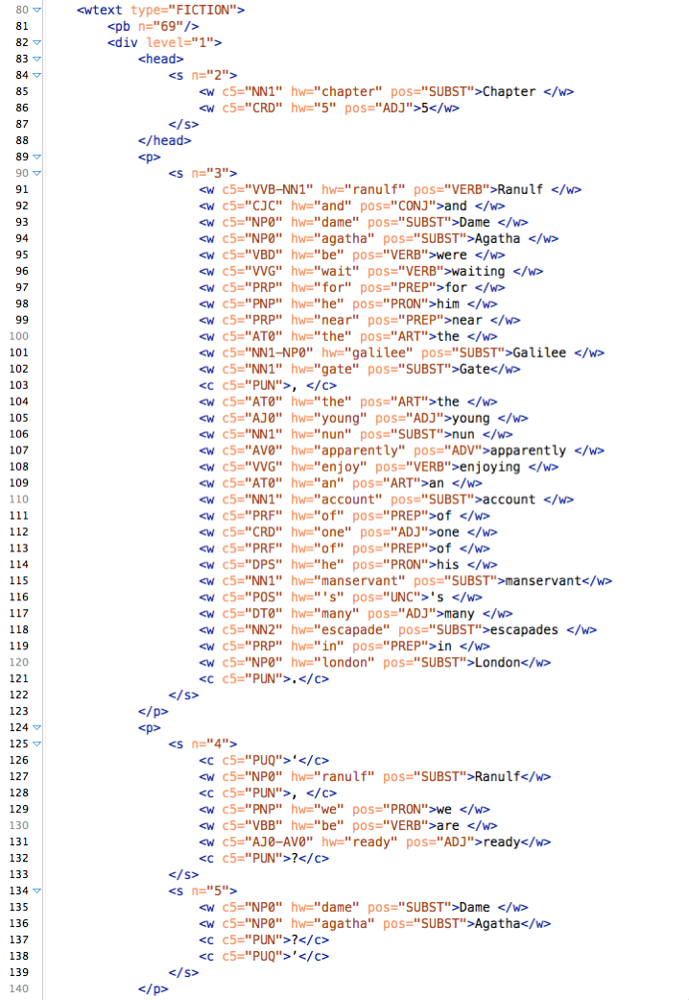 80 <wtext type="FICTION">
81 <pb n="69"/>
82 <div level="1">
83 <head>
84 <s n="2">
85 <w c5="NN1" hw="chapter" pos="SUBST">Chapter </w>
86 <w c5="CRD" hw="5" pos="ADJ">5</w>
87 </s>
88 </head>
89 <p>
90 <s n="3">
91 <w c5="VVB-NN1" hw="ranulf" pos="VERB">Ranulf </w>
92 <w c5="CJC" hw="and" pos="CONJ">and </w>
93 <w c5="NP0" hw="dame" pos="SUBST">Dame </w>
94 <w c5="NP0" hw="agatha" pos="SUBST">Agatha </w>
95 <w c5="VBD" hw="be" pos="VERB">were </w>
96 <w c5="VVG" hw="wait" pos="VERB">waiting </w>
97 <w c5="PRP" hw="for" pos="PREP">for </w>
98 <w c5="PNP" hw="he" pos="PRON">him </w>
99 <w c5="PRP" hw="near" pos="PREP">near </w>
100 <w c5="AT0" hw="the" pos="ART">the </w>
101 <w c5="NN1-NP0" hw="galilee" pos="SUBST">Galilee </w>
102 <w c5="NN1" hw="gate" pos="SUBST">Gate</w>
103 <c c5="PUN">, </c>
104 <w c5="AT0" hw="the" pos="ART">the </w>
105 <w c5="AJ0" hw="young" pos="ADJ">young </w>
106 <w c5="NN1" hw="nun" pos="SUBST">nun </w>
107 <w c5="AV0" hw="apparently" pos="ADV">apparently </w>
108 <w c5="VVG" hw="enjoy" pos="VERB">enjoying </w>
109 <w c5="AT0" hw="an" pos="ART">an </w>
110 <w c5="NN1" hw="account" pos="SUBST">account </w>
111 <w c5="PRF" hw="of" pos="PREP">of </w>
112 <w c5="CRD" hw="one" pos="ADJ">one </w>
113 <w c5="PRF" hw="of" pos="PREP">of </w>
114 <w c5="DPS" hw="he" pos="PRON">his </w>
115 <w c5="NN1" hw="manservant" pos="SUBST">manservant</w>
116 <w c5="POS" hw="'s" pos="UNC">'s </w>
117 <w c5="DT0" hw="many" pos="ADJ">many </w>
118 <w c5="NN2" hw="escapade" pos="SUBST">escapades </w>
119 <w c5="PRP" hw="in" pos="PREP">in </w>
120 <w c5="NP0" hw="london" pos="SUBST">London</w>
121 <c c5="PUN">.</c>
122 </s>
123 </p>
124 <p>
125 <s n="4">
126 <c c5="PUQ">‘</c>
127 <w c5="NP0" hw="ranulf" pos="SUBST">Ranulf</w>
128 <c c5="PUN">, </c>
129 <w c5="PNP" hw="we" pos="PRON">we </w>
130 <w c5="VBB" hw="be" pos="VERB">are </w>
131 <w c5="AJ0-AV0" hw="ready" pos="ADJ">ready</w>
132 <c c5="PUN">?</c>
133 </s>
134 <s n="5">
135 <w c5="NP0" hw="dame" pos="SUBST">Dame </w>
136 <w c5="NP0" hw="agatha" pos="SUBST">Agatha</w>
137 <c c5="PUN">?</c>
138 <c c5="PUQ">’</c>
139 </s>
140 </p>